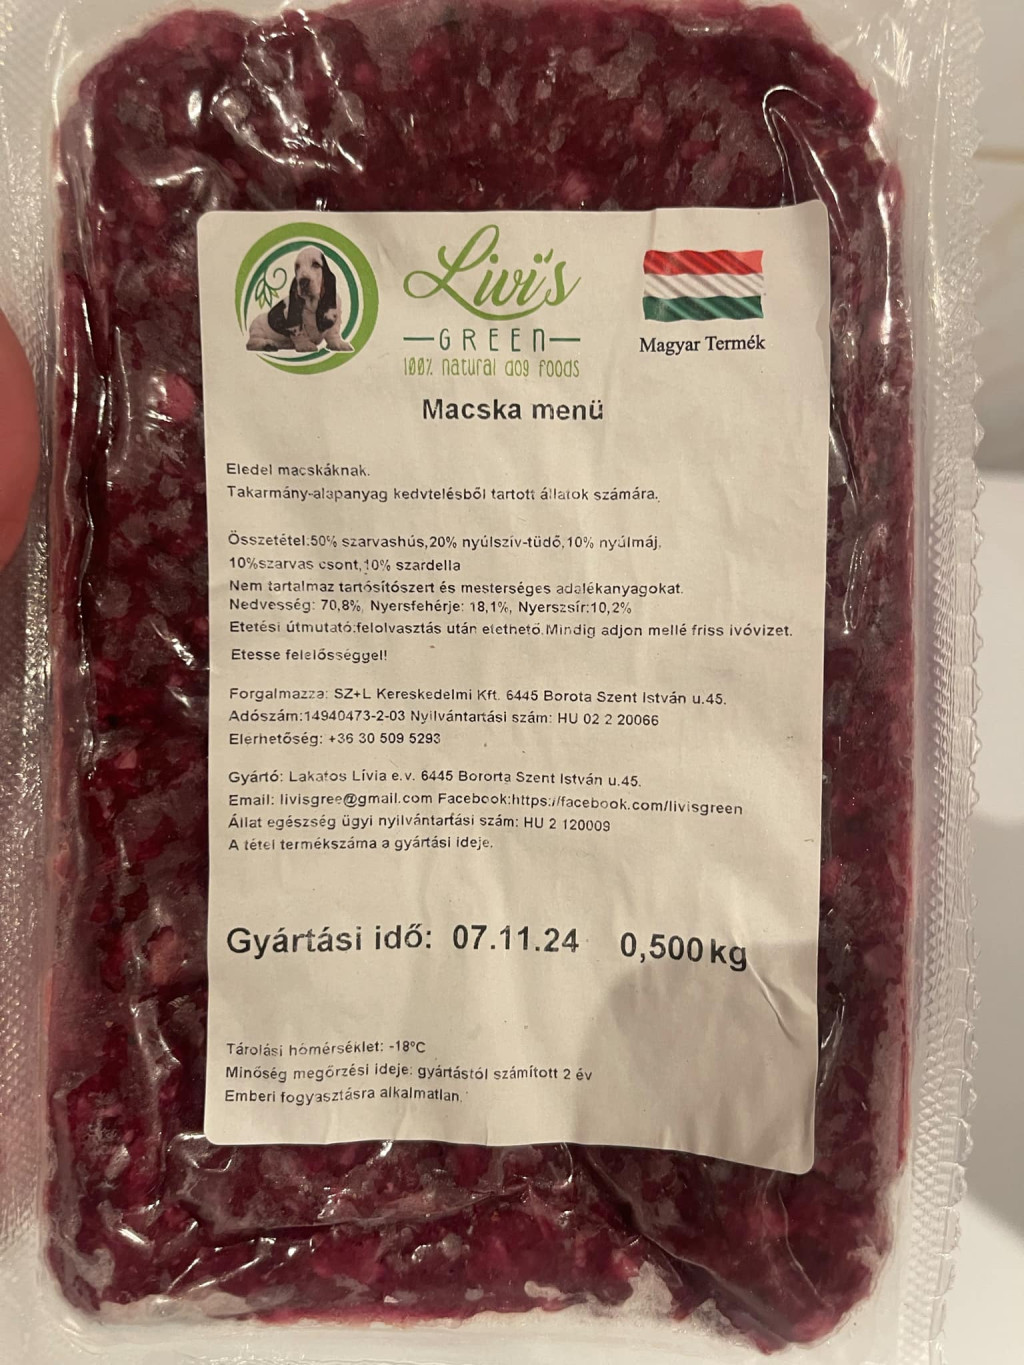 Livi's
GREEN
100% natural dog foods
Magyar Termék
Macska menü
Eledel macskáknak.
Takarmány-alapanyag kedvtelésből tartott állatok számára.
Összetétel:50% szarvashús,20% nyúlszív-tüdő,10% nyúlmáj,
10%szarvas csont,10% szardella
Nem tartalmaz tartósítószert és mesterséges adalékanyagokat.
Nedvesség: 70,8%, Nyersfehérje: 18,1%, Nyerszsír:10,2%
Etetési útmutató:felolvasztás után etethető.Mindig adjon mellé friss ivóvizet.
Etesse felelősséggel!
Forgalmazza: SZ+L Kereskedelmi Kft. 6445 Borota Szent István u.45.
Adószám:14940473-2-03 Nyilvántartási szám: HU 02 2 20066
Elerhetőség: +36 30 509 5293
Gyártó: Lakatos Lívia e.v. 6445 Bororta Szent István u.45.
Email: livisgree@gmail.com Facebook:https://facebook.com/livisgreen
Állat egészség ügyi nyilvántartási szám: HU 2 120009
A tétel termékszáma a gyártási ideje.
Gyártási idő: 07.11.24 0,500kg
Tárolási hőmérséklet: -18°C
Minőség megőrzési ideje: gyártástól számított 2 év
Emberi fogyasztásra alkalmatlan.